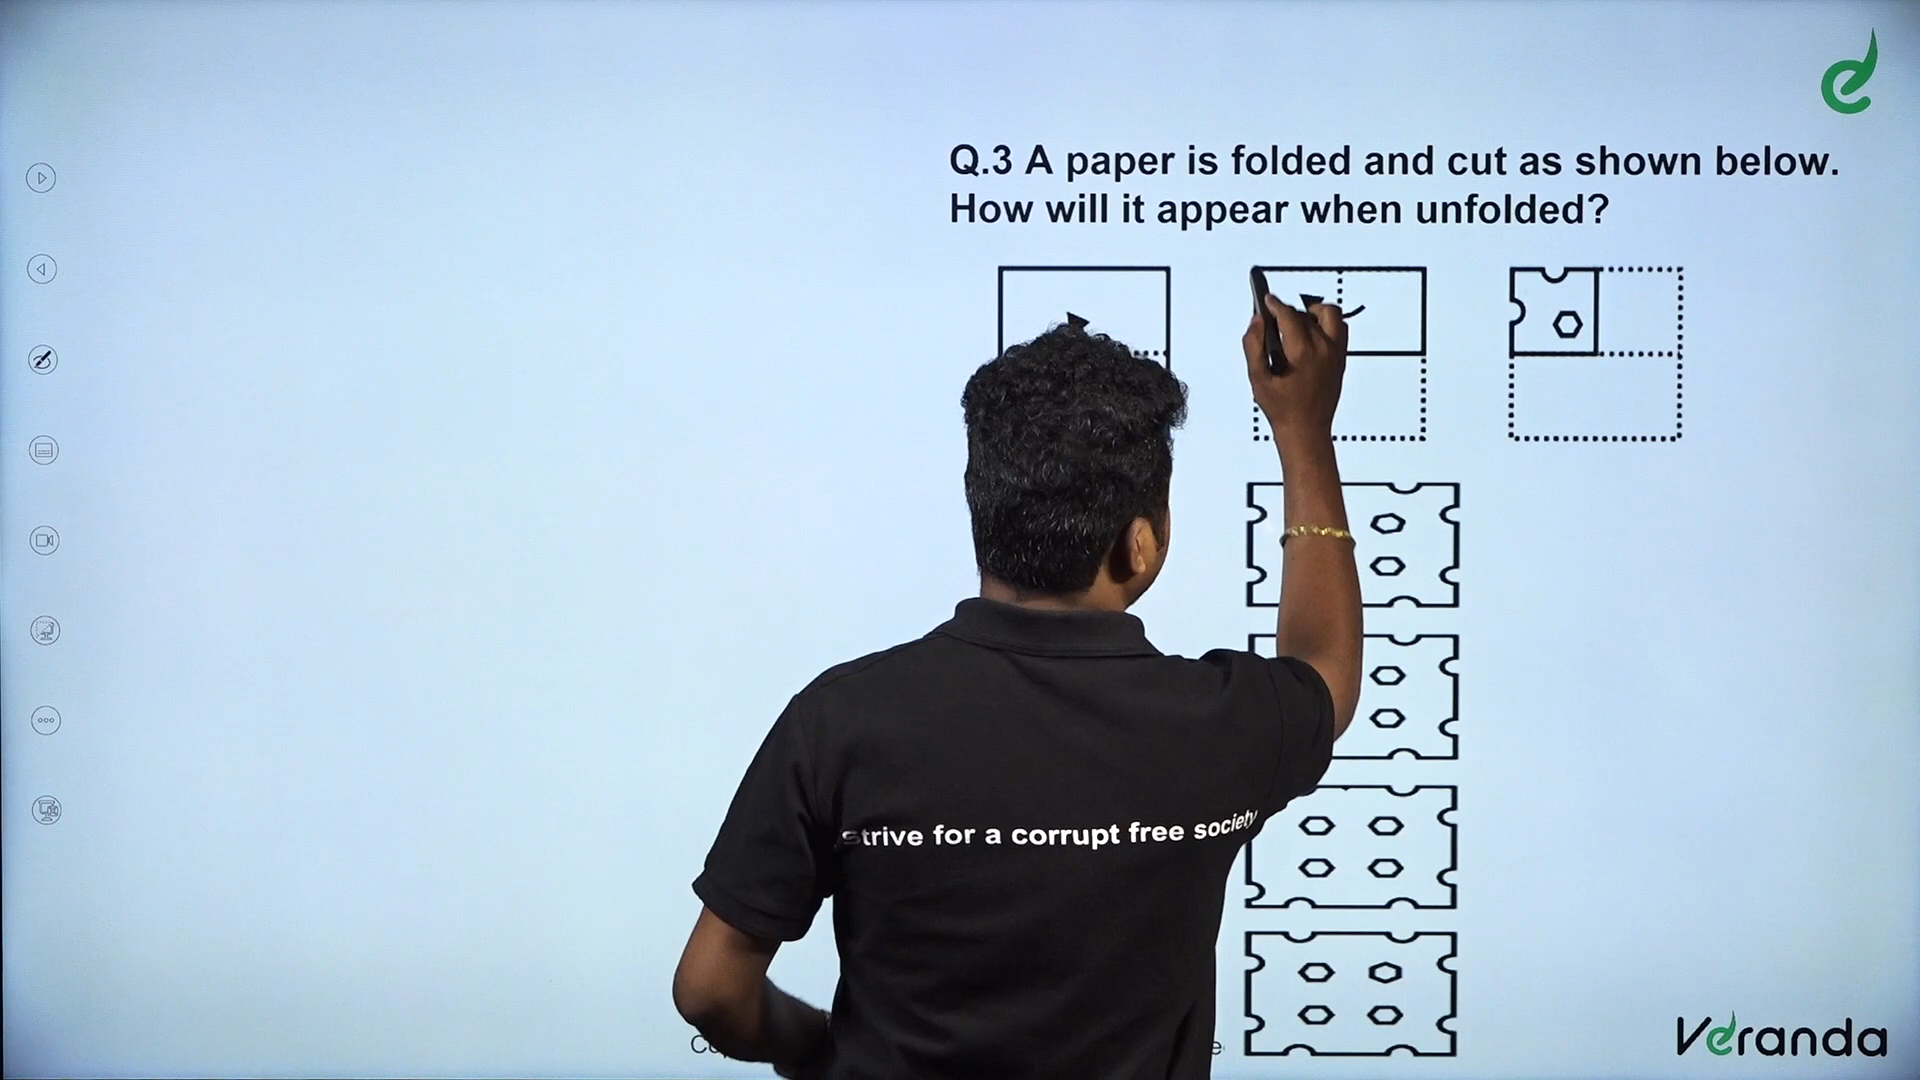 Q.3 A paper is folded and cut as shown below.
How will it appear when unfolded?
strive for a corrupt free society
Veranda